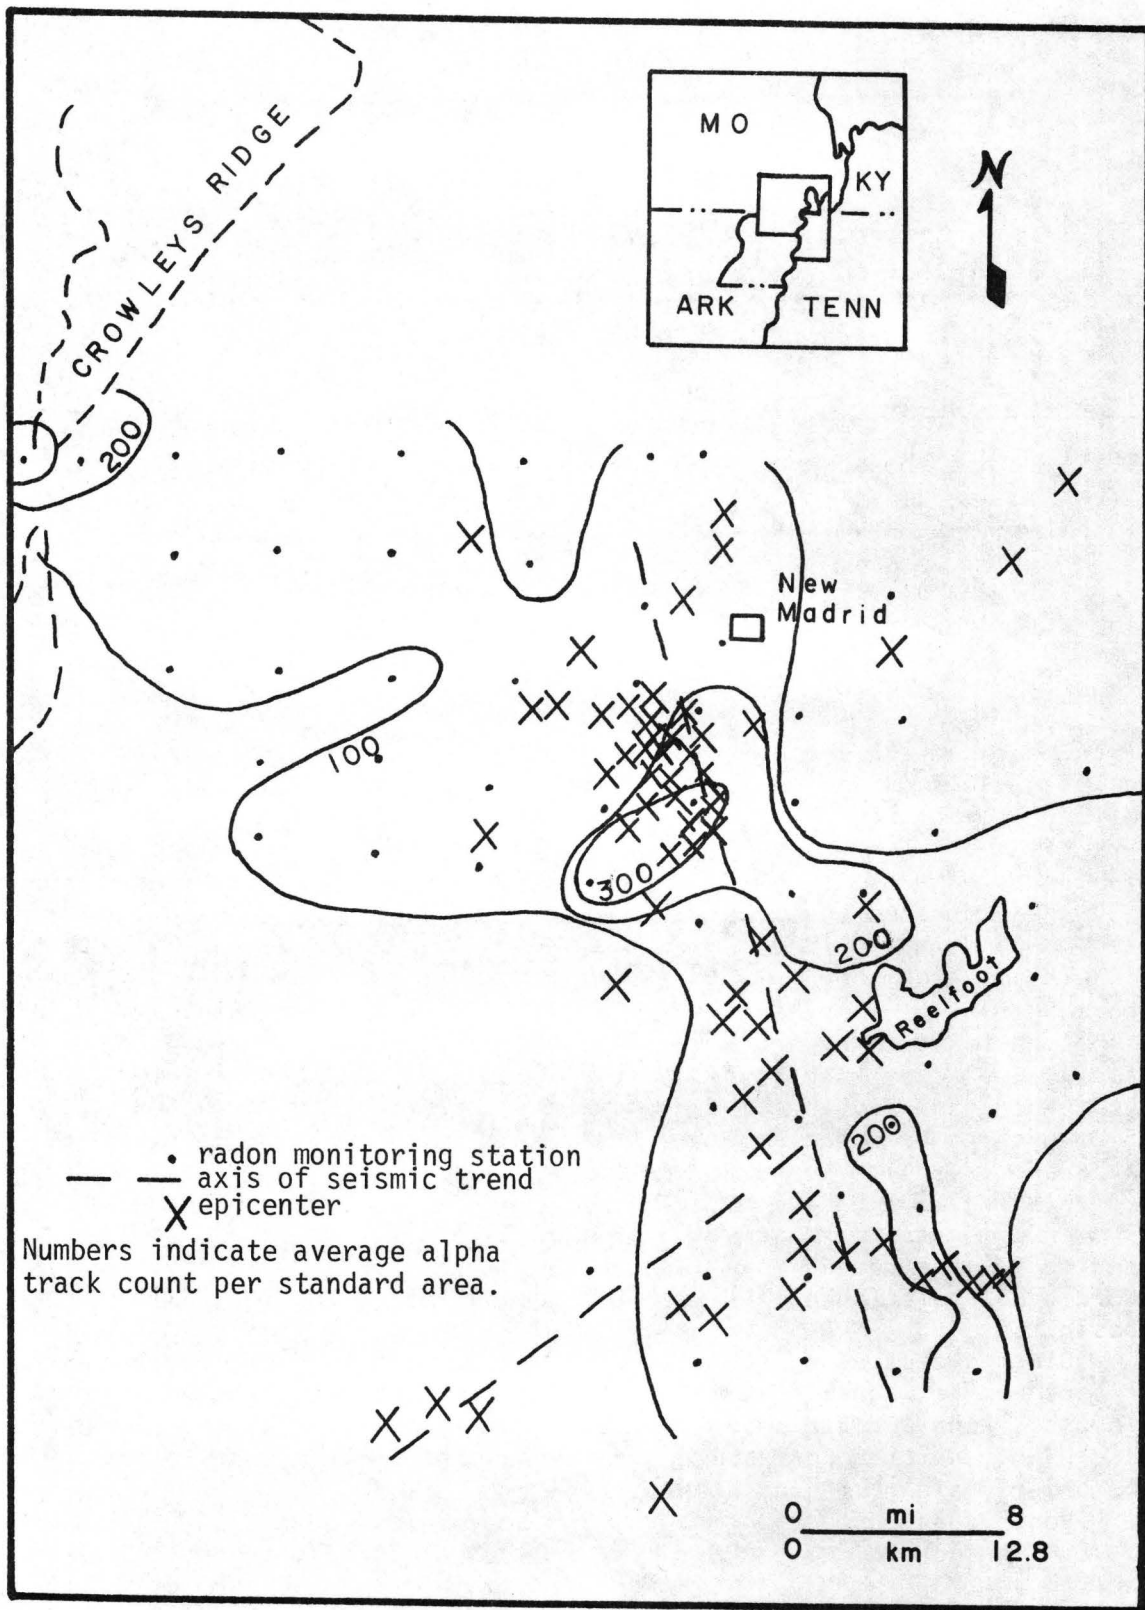 MO
KY
ARK
TENN
N
CROWLEYS RIDGE
200
New
Madrid
100
300
200
Reelfoot
200
radon monitoring station
axis of seismic trend
epicenter
Numbers indicate average alpha
track count per standard area.
0 mi 8
0 km 12.8